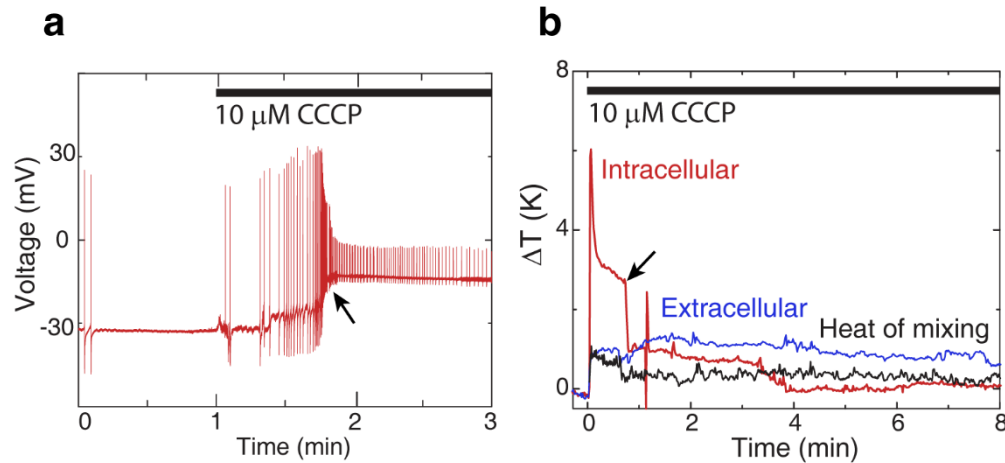 a
10 μM CCCP
30
0
-30
Voltage (mV)
0
1
2
3
Time (min)
b
8
4
0
ΔT (K)
10 μM CCCP
Intracellular
Extracellular
Heat of mixing
0
2
4
6
8
Time (min)